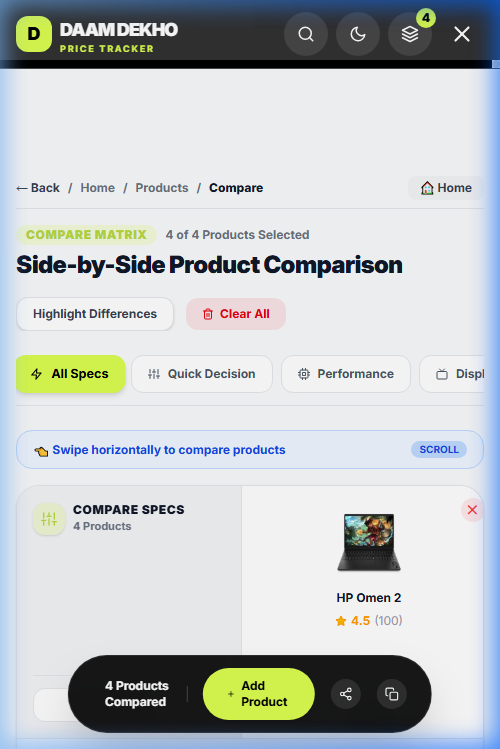 D
DAAM DEKHO
PRICE TRACKER
4
← Back / Home / Products / Compare
Home
COMPARE MATRIX
4 of 4 Products Selected
Side-by-Side Product Comparison
Highlight Differences
Clear All
All Specs
Quick Decision
Performance
Displ
Swipe horizontally to compare products
SCROLL
COMPARE SPECS
4 Products
HP Omen 2
4.5 (100)
4 Products
Compared
+ Add
Product